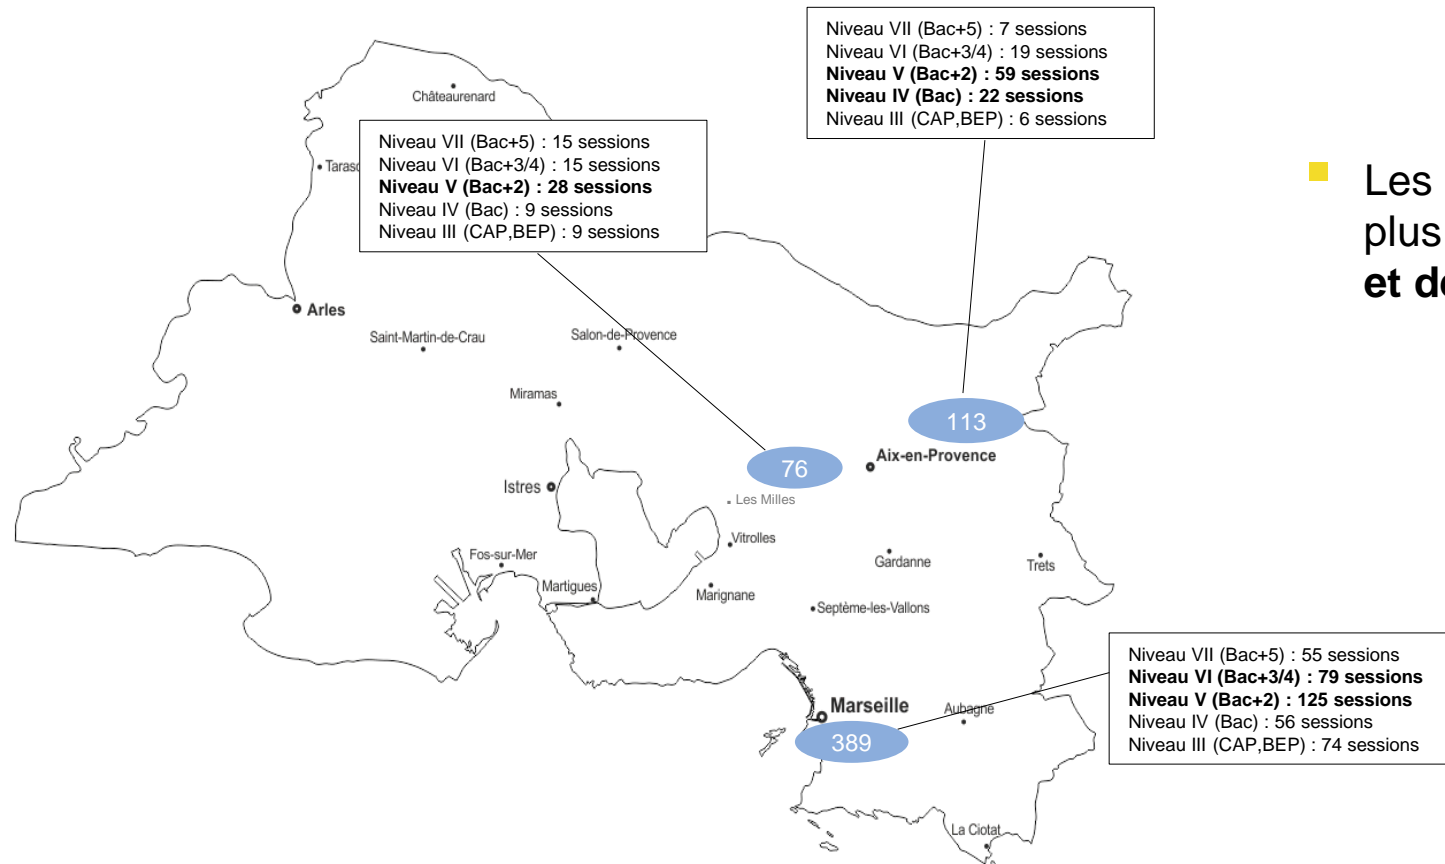 Niveau VII (Bac+5) : 7 sessions
Niveau VI (Bac+3/4) : 19 sessions
Niveau V (Bac+2) : 59 sessions
Niveau IV (Bac) : 22 sessions
Niveau III (CAP,BEP) : 6 sessions
Châteaurenard
Niveau VII (Bac+5) : 15 sessions
Niveau VI (Bac+3/4) : 15 sessions
Niveau V (Bac+2) : 28 sessions
Niveau IV (Bac) : 9 sessions
Niveau III (CAP,BEP) : 9 sessions
Tarasc
Les
plus
et d
Arles
Saint-Martin-de-Crau
Salon-de-Provence
Miramas
113
Aix-en-Provence
76
Istres
Les Milles
Vitrolles
Fos-sur-Mer
Gardanne
Trets
Martigues
Marignane
Septème-les-Vallons
Niveau VII (Bac+5) : 55 sessions
Niveau VI (Bac+3/4) : 79 sessions
Niveau V (Bac+2) : 125 sessions
Niveau IV (Bac) : 56 sessions
Niveau III (CAP,BEP) : 74 sessions
Marseille
Aubagne
389
La Ciotat